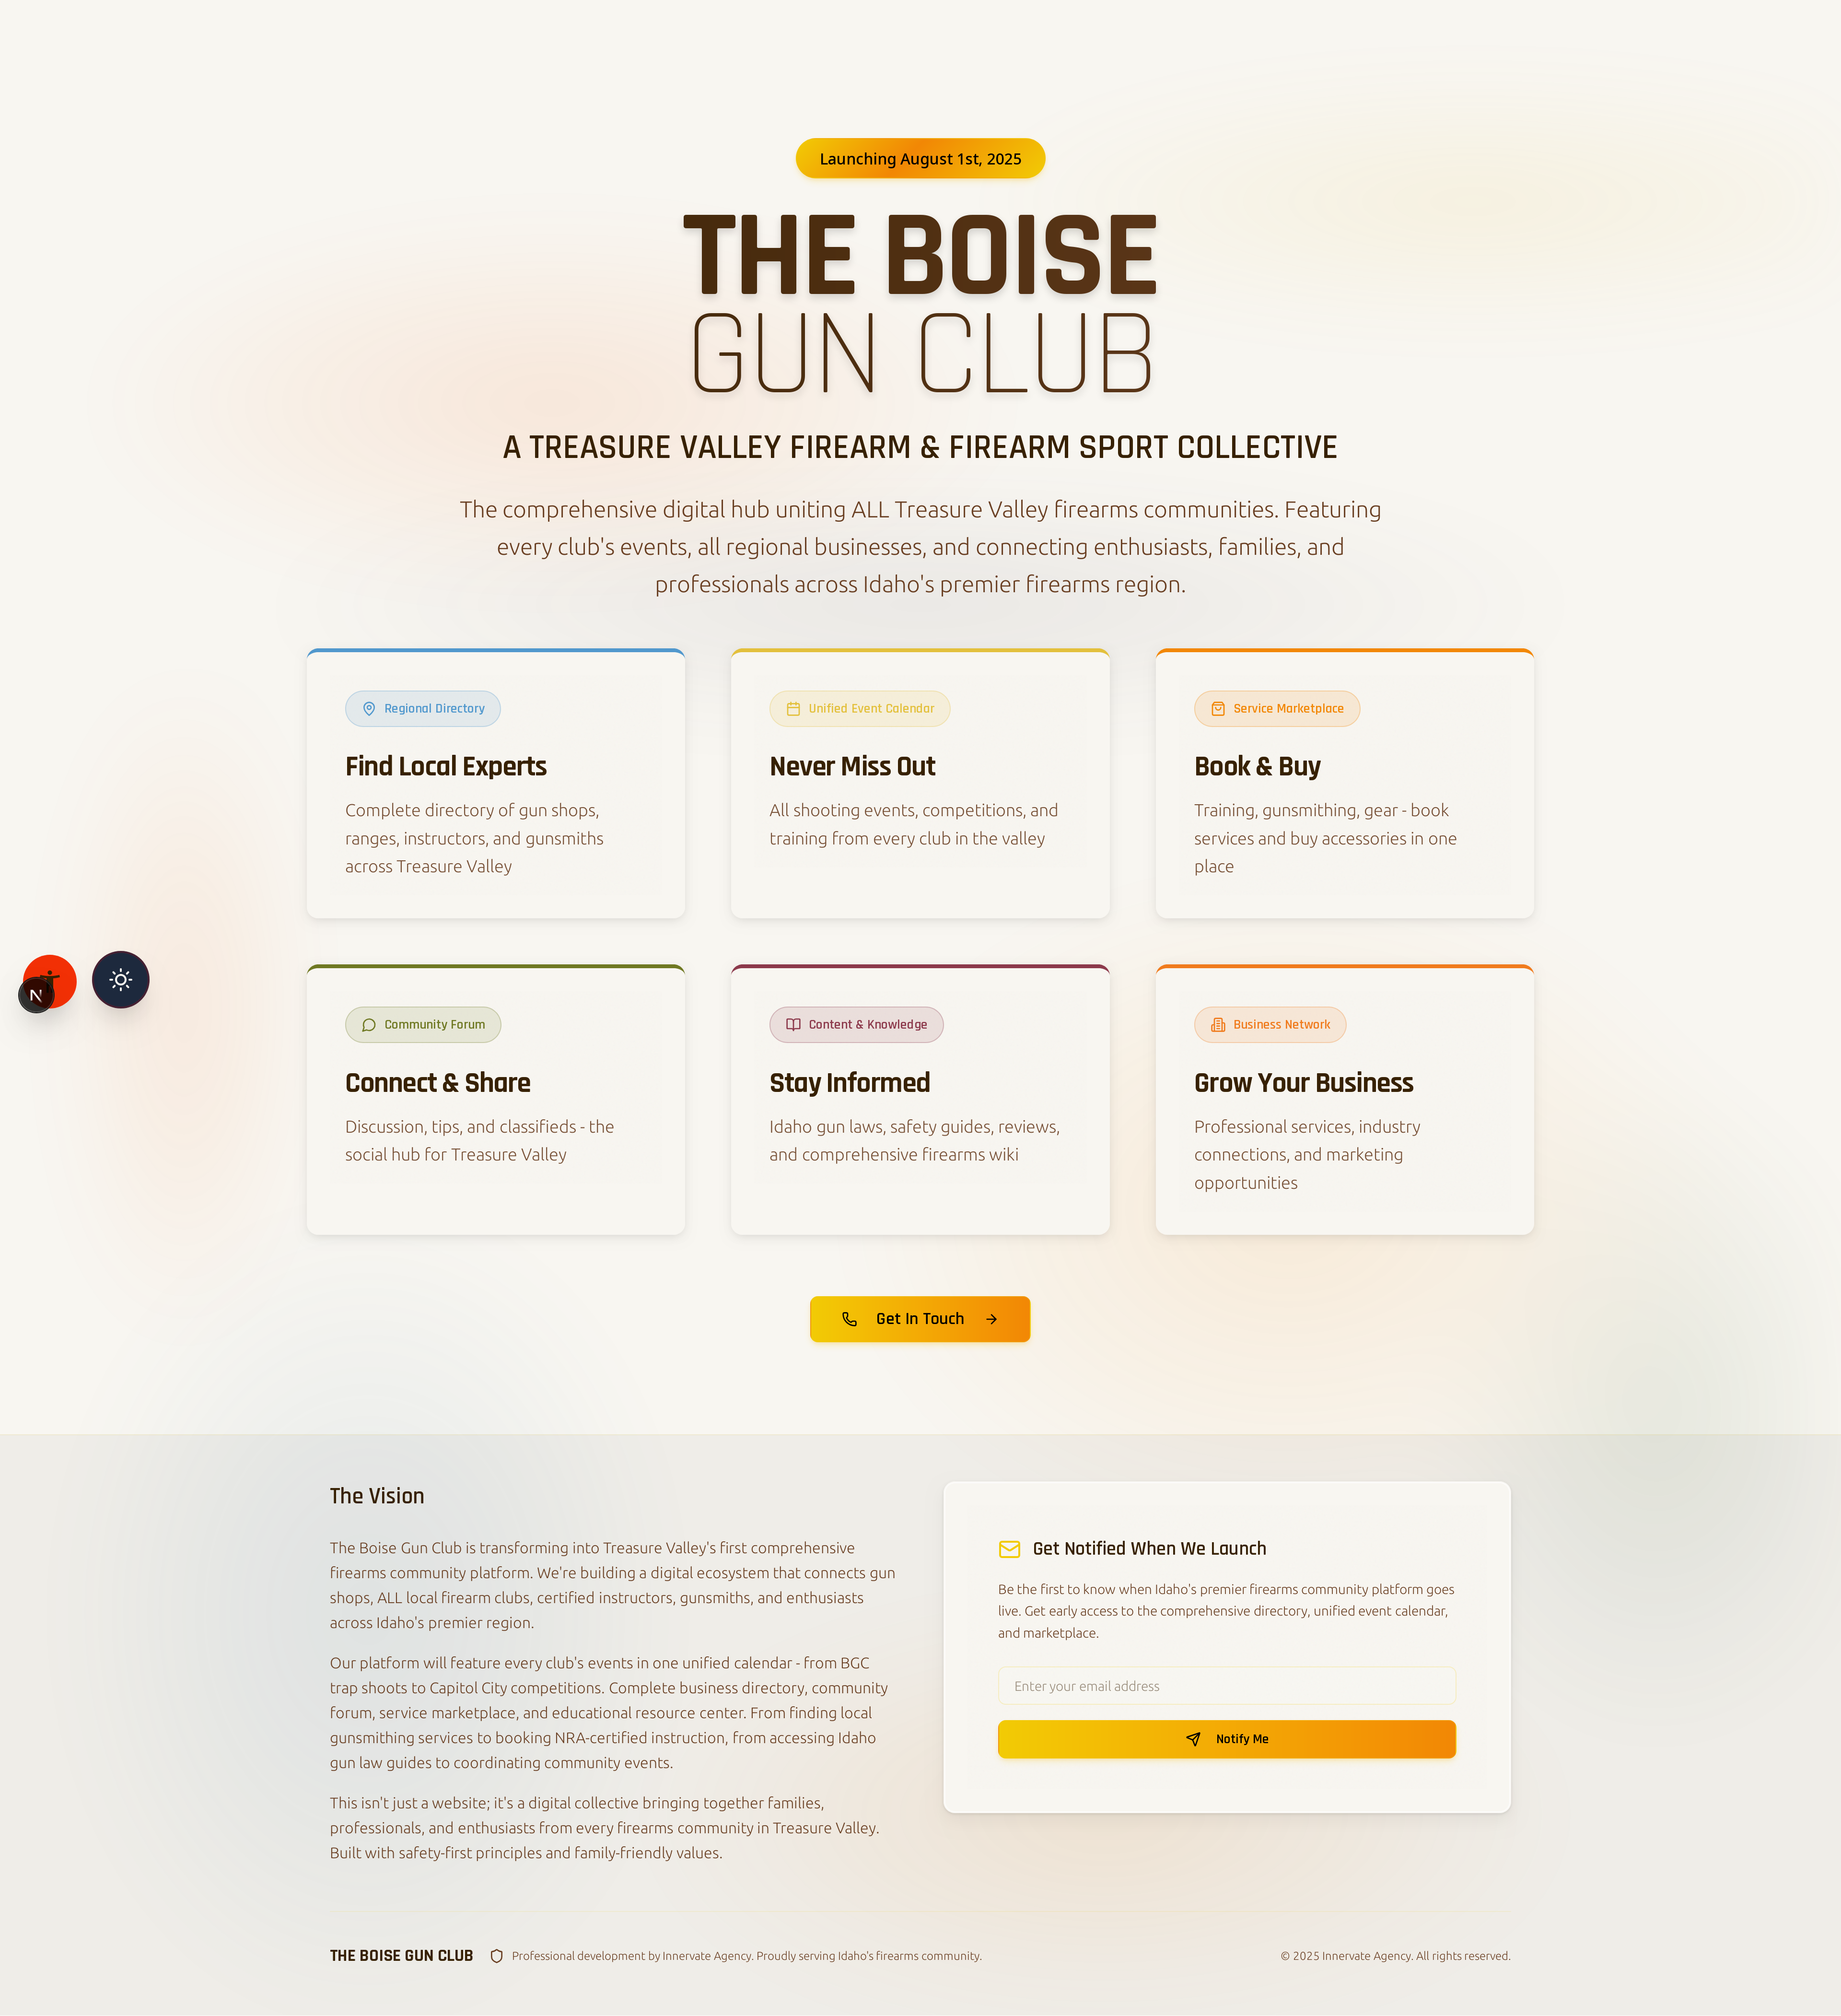 Launching August 1st, 2025
THE BOISE
GUN CLUB
A TREASURE VALLEY FIREARM & FIREARM SPORT COLLECTIVE
The comprehensive digital hub uniting ALL Treasure Valley firearms communities. Featuring
every club's events, all regional businesses, and connecting enthusiasts, families, and
professionals across Idaho's premier firearms region.
Regional Directory
Find Local Experts
Complete directory of gun shops,
ranges, instructors, and gunsmiths
across Treasure Valley
Unified Event Calendar
Never Miss Out
All shooting events, competitions, and
training from every club in the valley
Service Marketplace
Book & Buy
Training, gunsmithing, gear - book
services and buy accessories in one
place
N
Community Forum
Connect & Share
Discussion, tips, and classifieds - the
social hub for Treasure Valley
Content & Knowledge
Stay Informed
Idaho gun laws, safety guides, reviews,
and comprehensive firearms wiki
Business Network
Grow Your Business
Professional services, industry
connections, and marketing
opportunities
Get In Touch
The Vision
The Boise Gun Club is transforming into Treasure Valley's first comprehensive
firearms community platform. We're building a digital ecosystem that connects gun
shops, ALL local firearm clubs, certified instructors, gunsmiths, and enthusiasts
across Idaho's premier region.
Our platform will feature every club's events in one unified calendar - from BGC
trap shoots to Capitol City competitions. Complete business directory, community
forum, service marketplace, and educational resource center. From finding local
gunsmithing services to booking NRA-certified instruction, from accessing Idaho
gun law guides to coordinating community events.
This isn't just a website; it's a digital collective bringing together families,
professionals, and enthusiasts from every firearms community in Treasure Valley.
Built with safety-first principles and family-friendly values.
Get Notified When We Launch
Be the first to know when Idaho's premier firearms community platform goes
live. Get early access to the comprehensive directory, unified event calendar,
and marketplace.
Enter your email address
Notify Me
THE BOISE GUN CLUB
Professional development by Innervate Agency. Proudly serving Idaho's firearms community.
© 2025 Innervate Agency. All rights reserved.